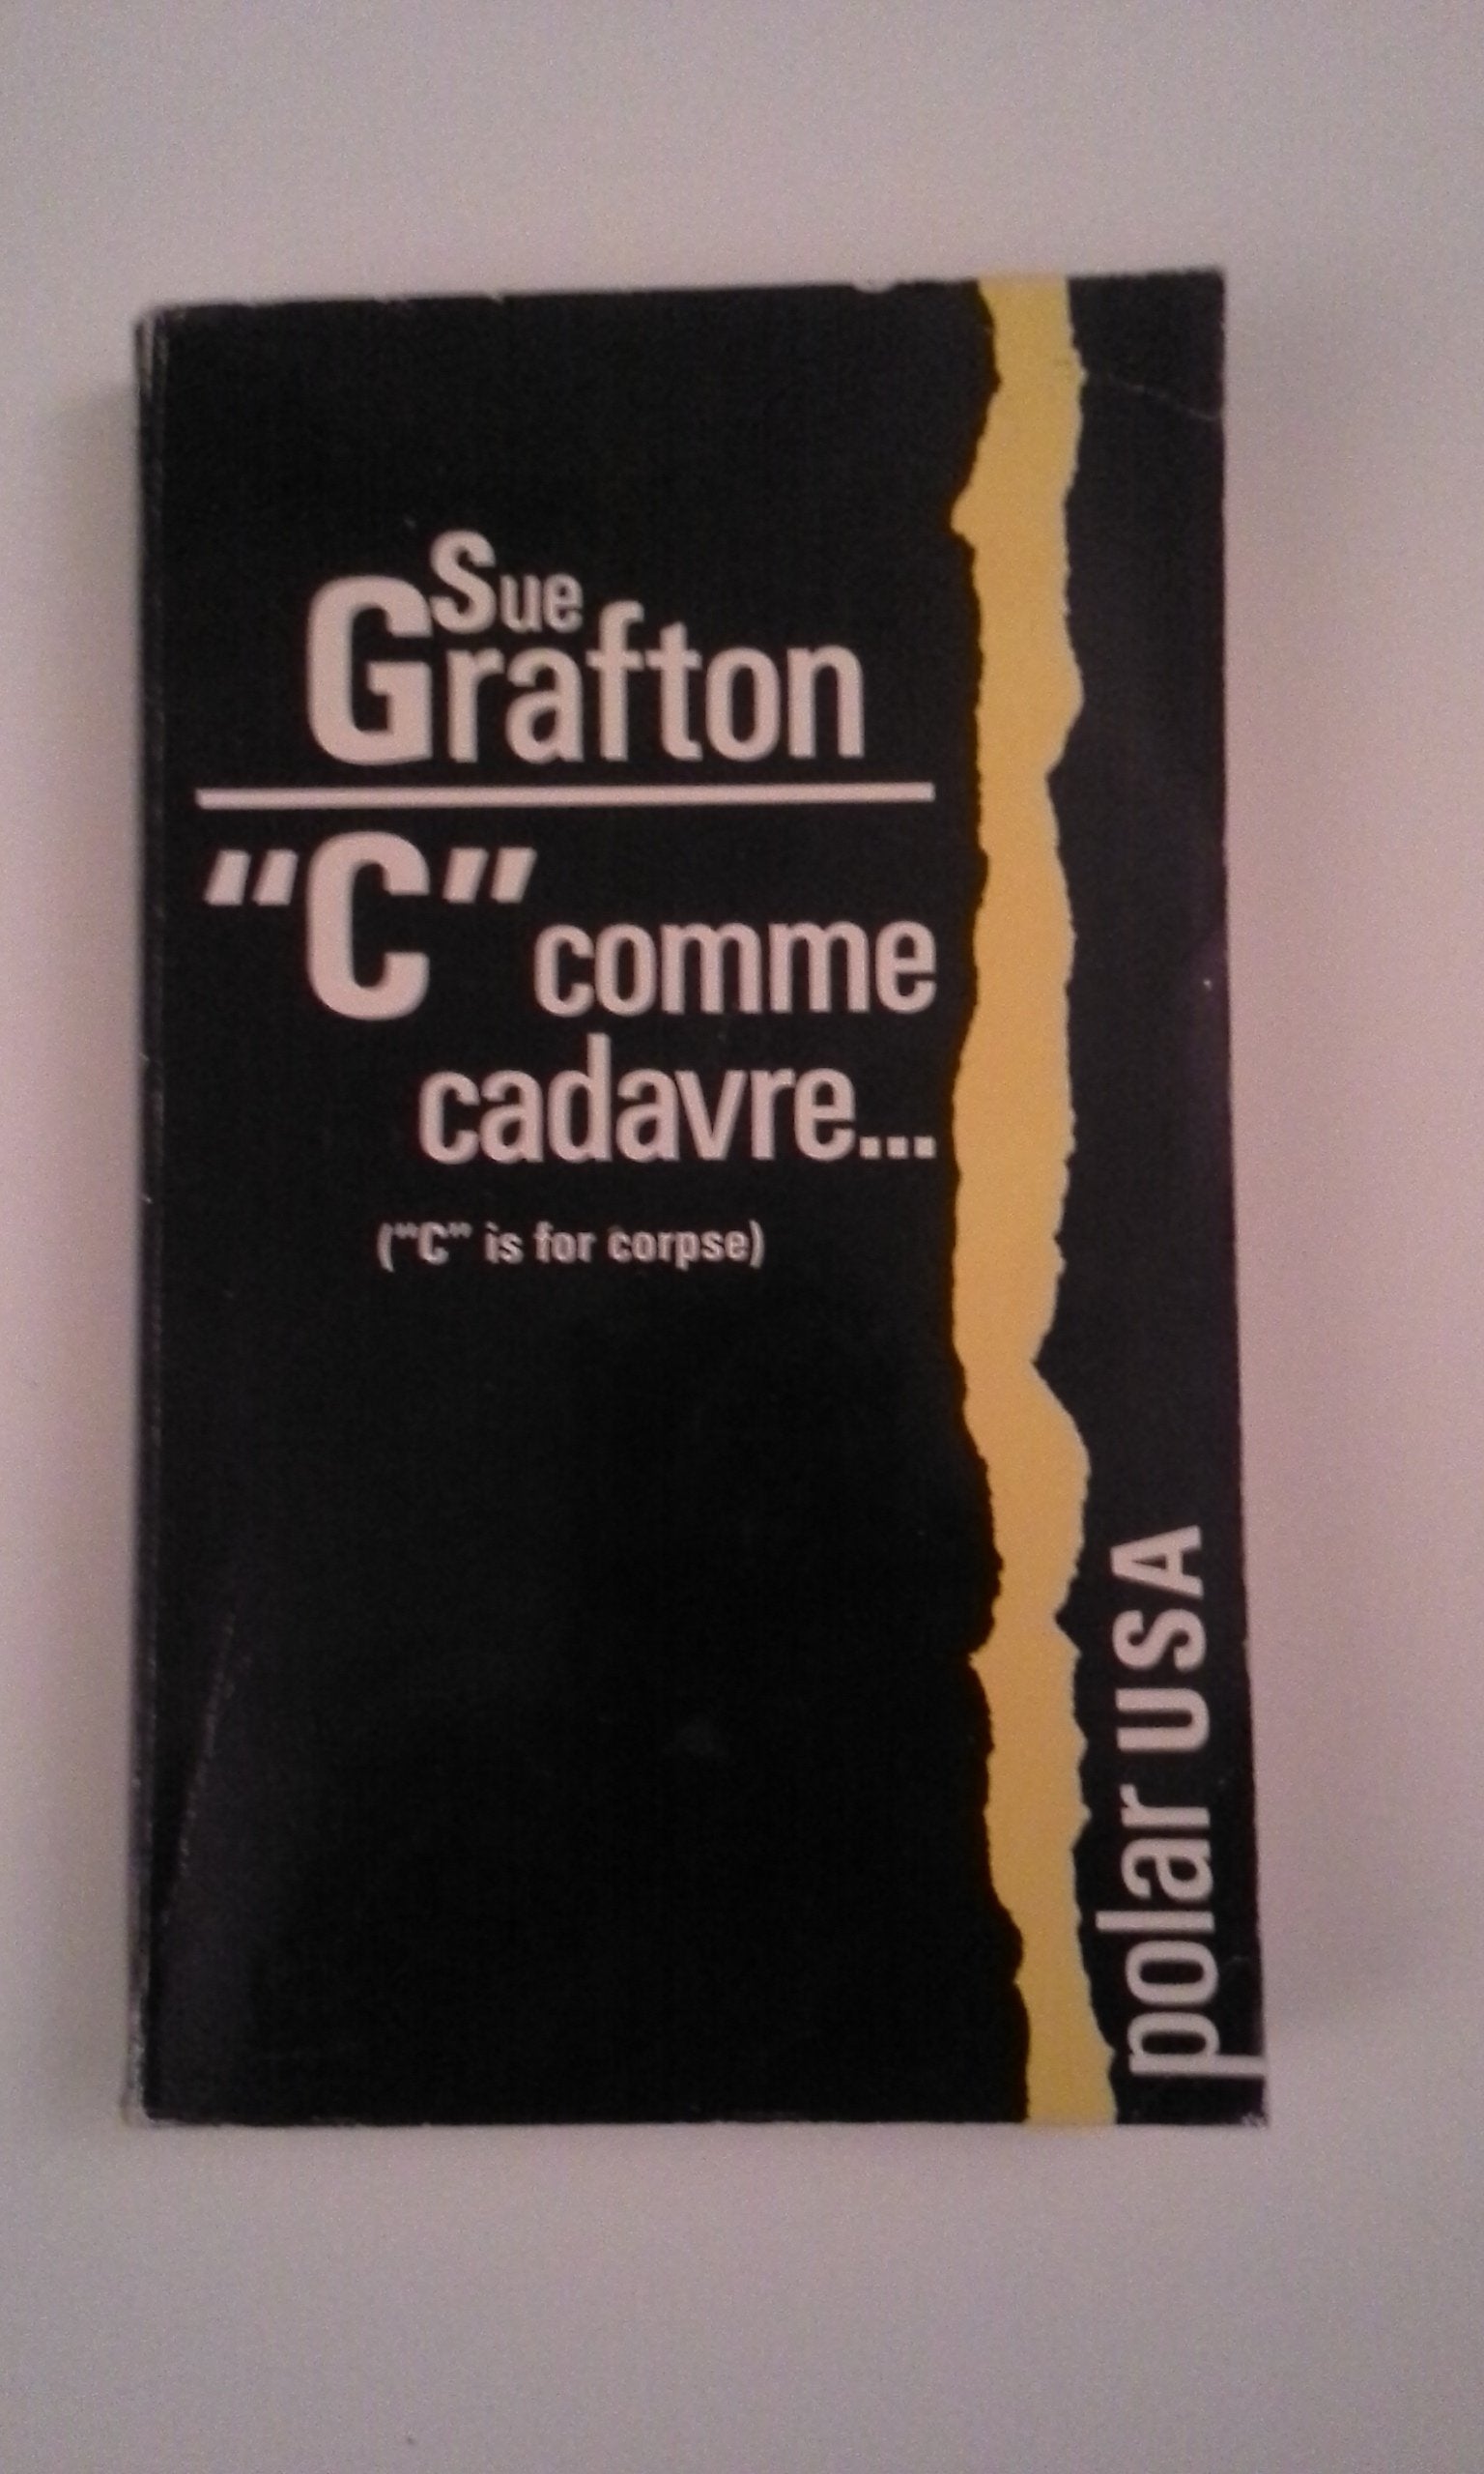 Sue
Grafton
“C” comme
cadavre...
(“C” is for corpse)
polar USA